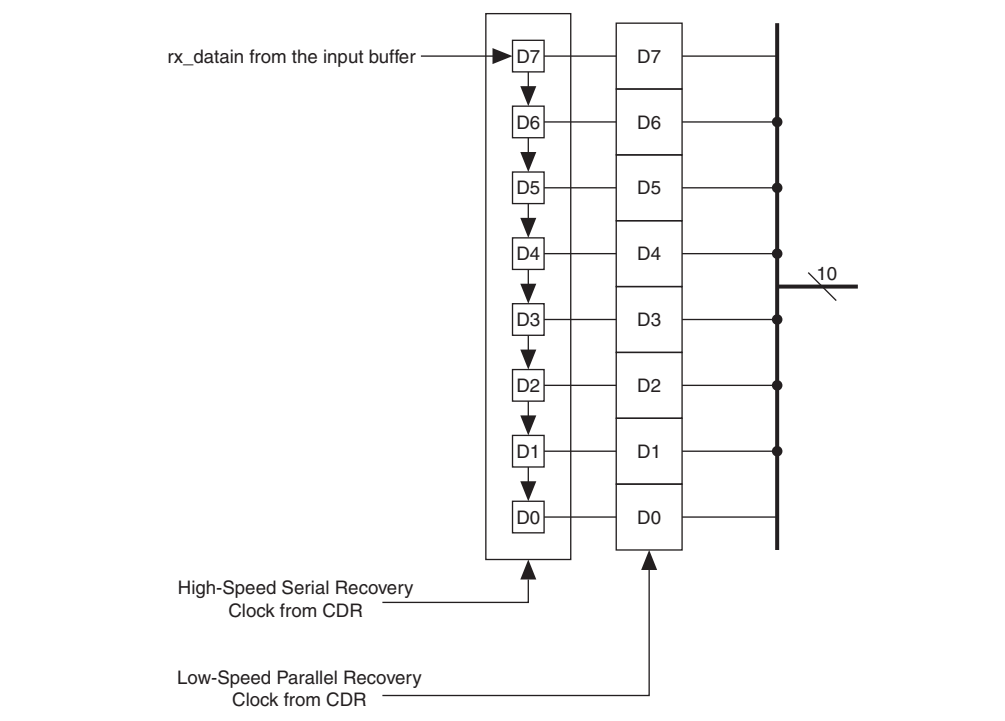 rx_datain from the input buffer
D7
D7
D6
D6
D5
D5
D4
D4
10
D3
D3
D2
D2
D1
D1
D0
D0
High-Speed Serial Recovery
Clock from CDR
Low-Speed Parallel Recovery
Clock from CDR